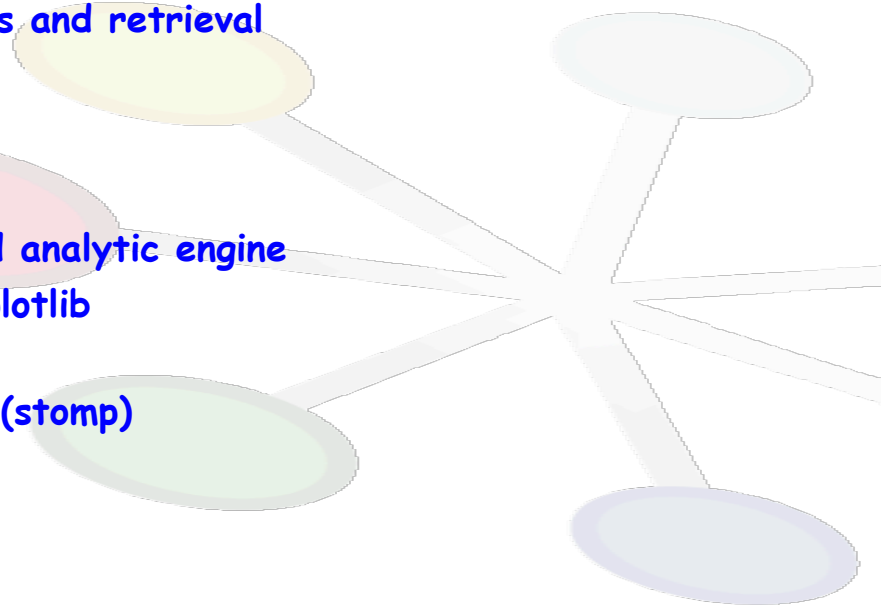 s and retrieval
analytic engine
lotlib
(stomp)